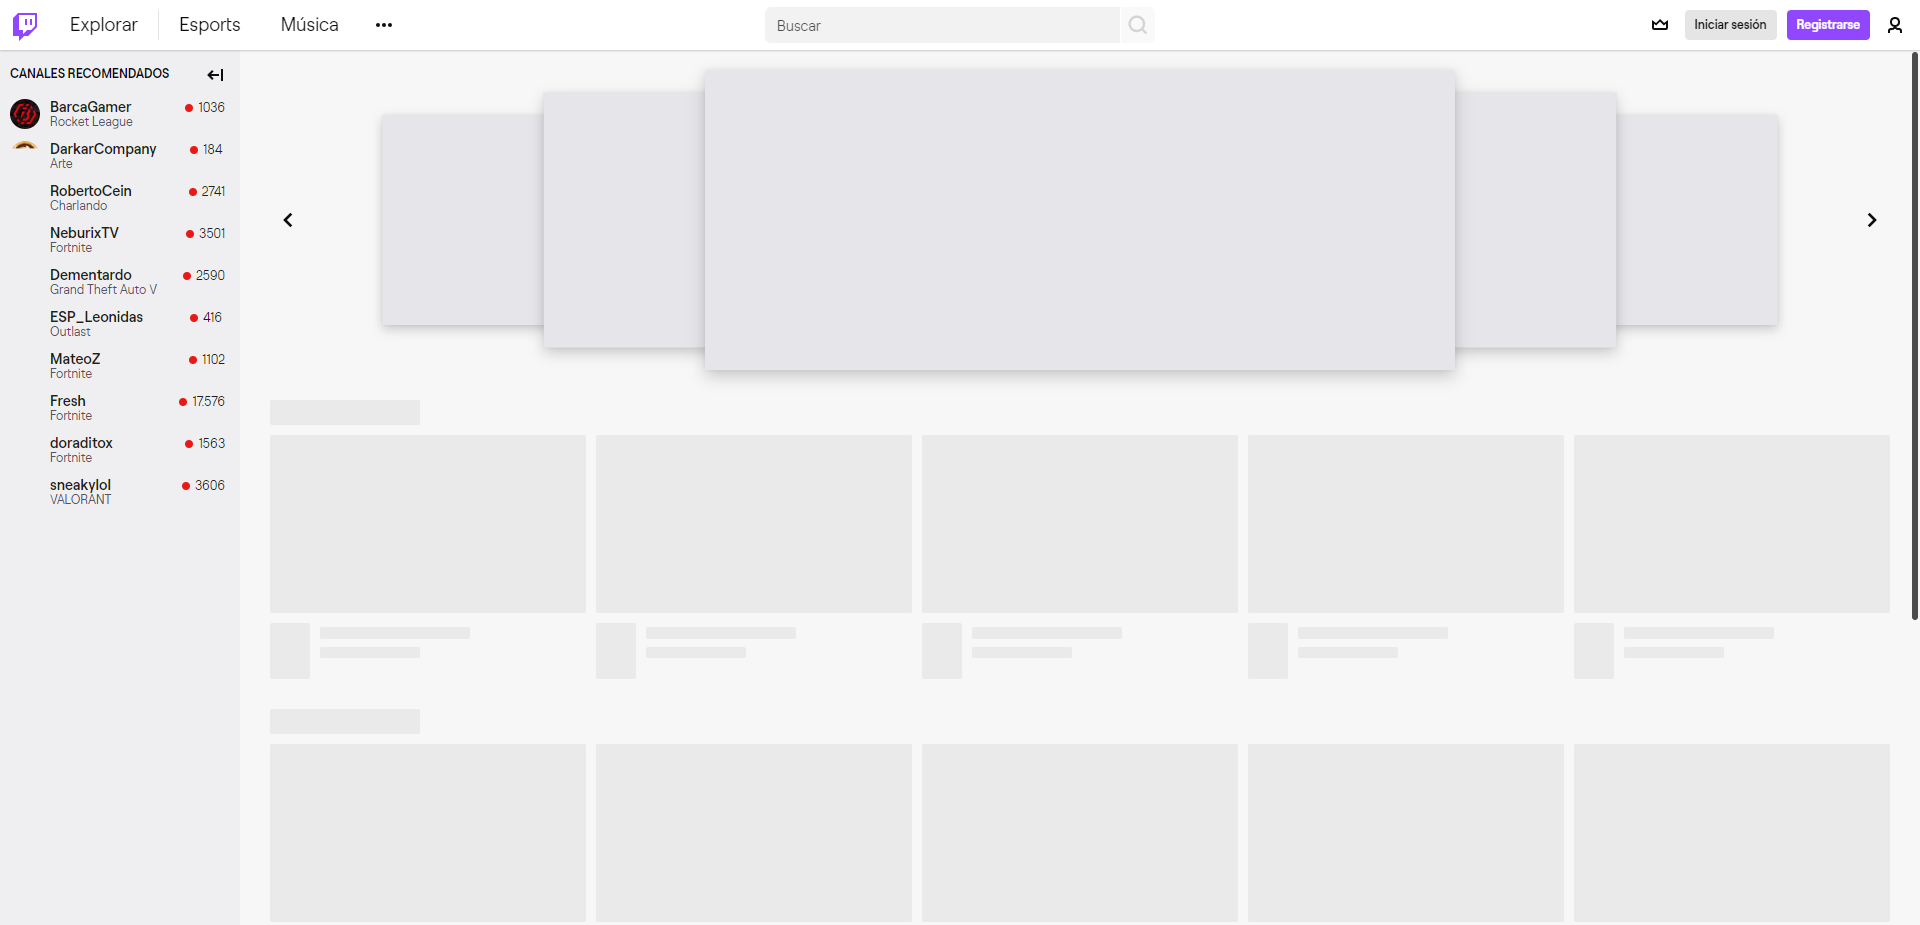 Explorar
Esports
Música
Buscar
Iniciar sesión
Registrarse
CANALES RECOMENDADOS
BarcaGamer 1036
Rocket League
DarkarCompany 184
Arte
RobertoCein 2741
Charlando
NeburixTV 3501
Fortnite
Dementardo 2590
Grand Theft Auto V
ESP_Leonidas 416
Outlast
MateoZ 1102
Fortnite
Fresh 17.576
Fortnite
doraditox 1563
Fortnite
sneakylol 3606
VALORANT